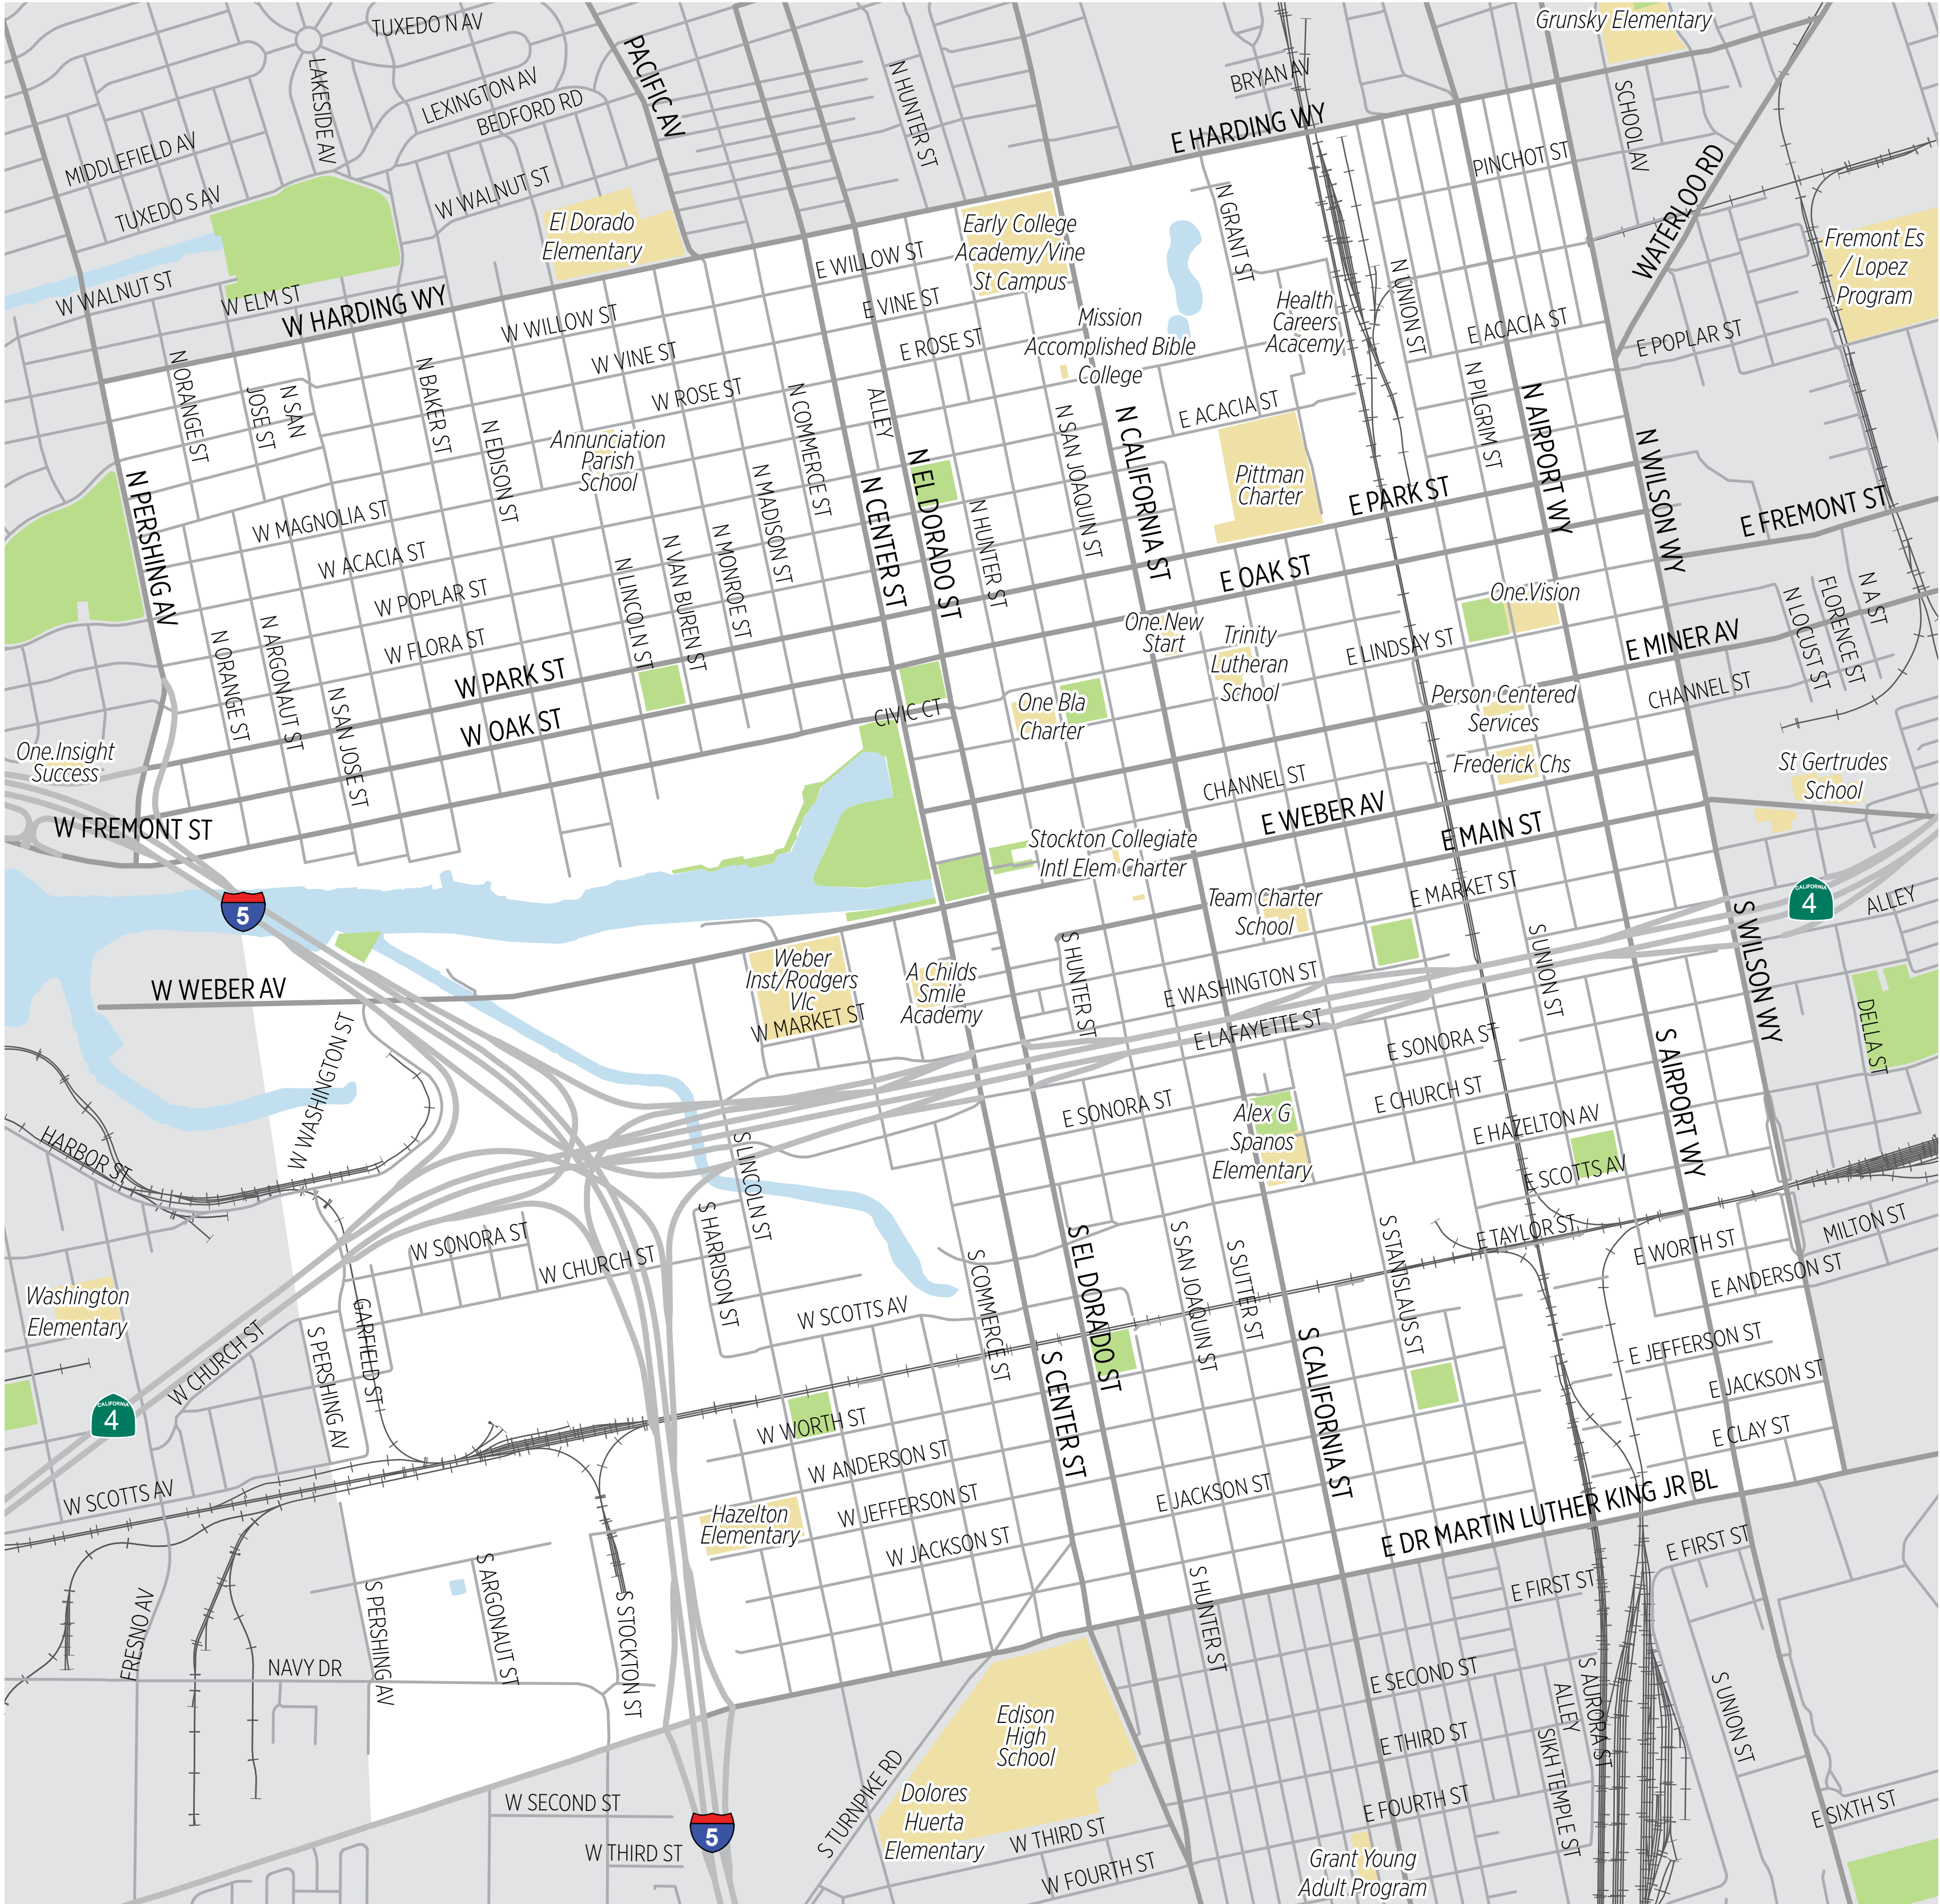 TUXEDO N AV
LAKESIDE AV
LEXINGTON AV
BEDFORD RD
PACIFIC AV
N HUNTER ST
BRYAN AV
Grunsky Elementary
MIDDLEFIELD AV
TUXEDO S AV
W WALNUT ST
E HARDING WY
SCHOOL AV
PINCHOT ST
WATERLOO RD
El Dorado
Elementary
Early College
Academy/Vine
St Campus
N GRANT ST
Fremont Es
/ Lopez
Program
W WALNUT ST
W ELM ST
W HARDING WY
E WILLOW ST
E VINE ST
E ROSE ST
Health
Careers
Acacemy
N UNION ST
E ACACIA ST
E POPLAR ST
W WILLOW ST
W VINE ST
W ROSE ST
Mission
Accomplished Bible
College
N ORANGE ST
N SAN
JOSE ST
N BAKER ST
N EDISON ST
N COMMERCE ST
ALLEY
E ACACIA ST
N PILGRIM ST
N AIRPORT WY
N WILSON WY
Annunciation
Parish
School
N MADISON ST
N CENTER ST
N EL DORADO ST
N HUNTER ST
N SAN JOAQUIN ST
N CALIFORNIA ST
Pittman
Charter
E PARK ST
E FREMONT ST
N PERSHING AV
W MAGNOLIA ST
W ACACIA ST
W POPLAR ST
W FLORA ST
N LINCOLN ST
N VAN BUREN ST
N MONROE ST
E OAK ST
One.Vision
N LOCUST ST
FLORENCE ST
N A ST
N ORANGE ST
N ARGONAUT ST
N SAN JOSE ST
W PARK ST
W OAK ST
One.New
Start
Trinity
Lutheran
School
E LINDSAY ST
E MINER AV
CHANNEL ST
CIVIC CT
One Bla
Charter
Person Centered
Services
Frederick Chs
One.Insight
Success
St Gertrudes
School
CHANNEL ST
E WEBER AV
E MAIN ST
W FREMONT ST
Stockton Collegiate
Intl Elem Charter
5
Team Charter
School
E MARKET ST
CALIFORNIA
4
ALLEY
S WILSON WY
W WEBER AV
Weber
Inst/Rodgers
Vlc
W MARKET ST
A Childs
Smile
Academy
S HUNTER ST
E WASHINGTON ST
E LAFAYETTE ST
S UNION ST
E SONORA ST
E CHURCH ST
DELLA ST
S AIRPORT WY
W WASHINGTON ST
HARBOR ST
E SONORA ST
Alex G
Spanos
Elementary
E HAZELTON AV
E SCOTTS AV
S LINCOLN ST
S HARRISON ST
W SONORA ST
W CHURCH ST
W SCOTTS AV
S COMMERCE ST
S EL DORADO ST
S SAN JOAQUIN ST
S SUTTER ST
S STANISLAUS ST
E TAYLOR ST
E WORTH ST
MILTON ST
E ANDERSON ST
Washington
Elementary
W CHURCH ST
S PERSHING AV
GARFIELD ST
S CENTER ST
S CALIFORNIA ST
E JEFFERSON ST
E JACKSON ST
E CLAY ST
CALIFORNIA
4
W SCOTTS AV
W WORTH ST
W ANDERSON ST
W JEFFERSON ST
W JACKSON ST
Hazelton
Elementary
E JACKSON ST
E DR MARTIN LUTHER KING JR BL
E FIRST ST
E FIRST ST
FRESNO AV
NAVY DR
S PERSHING AV
S ARGONAUT ST
S STOCKTON ST
S HUNTER ST
E SECOND ST
E THIRD ST
E FOURTH ST
ALLEY
S AURORA ST
SIKH TEMPLE ST
S UNION ST
E SIXTH ST
Edison
High
School
Dolores
Huerta
Elementary
S TURNPIKE RD
W SECOND ST
W THIRD ST
5
W THIRD ST
W FOURTH ST
Grant Young
Adult Program